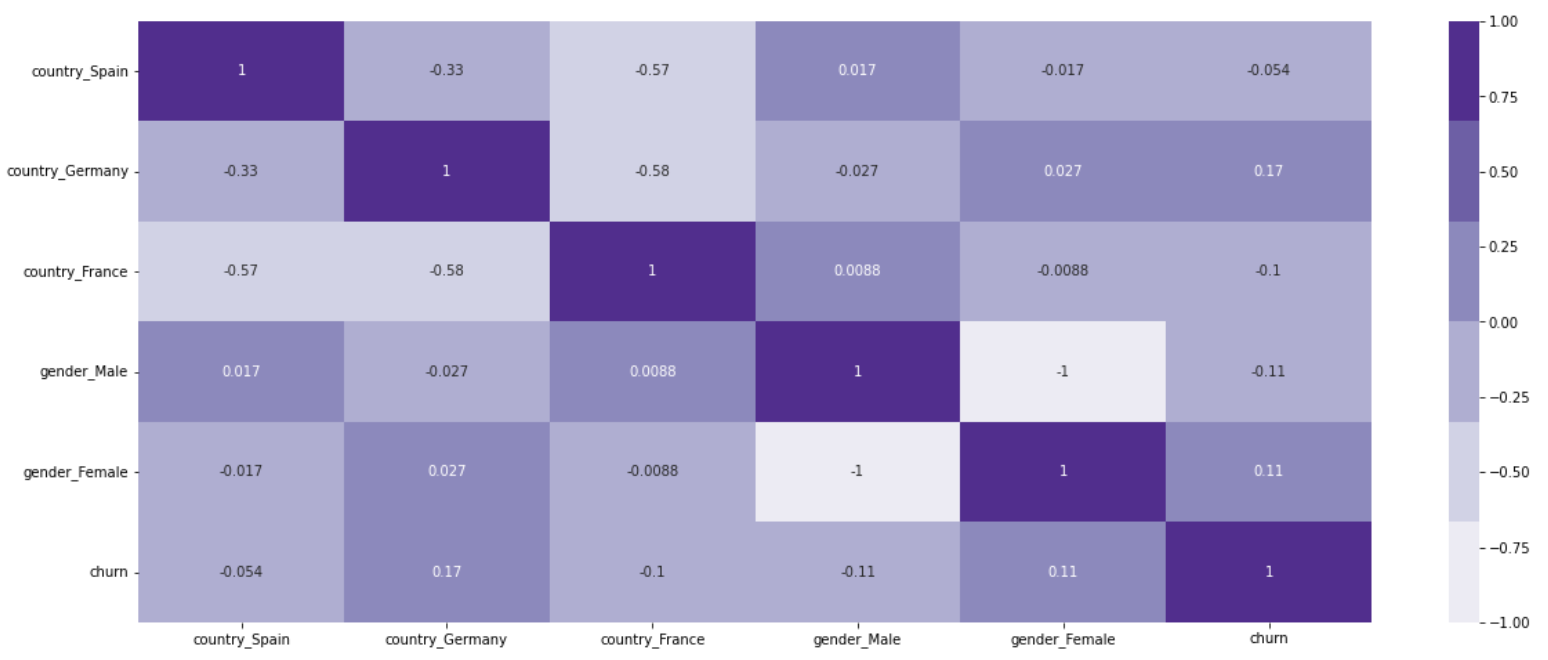 country_Spain 1 -0.33 -0.57 0.017 -0.017 -0.054
country_Germany -0.33 1 -0.58 -0.027 0.027 0.17
country_France -0.57 -0.58 1 0.0088 -0.0088 -0.1
gender_Male 0.017 -0.027 0.0088 1 -1 -0.11
gender_Female -0.017 0.027 -0.0088 -1 1 0.11
churn -0.054 0.17 -0.1 -0.11 0.11 1
country_Spain country_Germany country_France gender_Male gender_Female churn
1.00
0.75
0.50
0.25
0.00
−0.25
−0.50
−0.75
−1.00